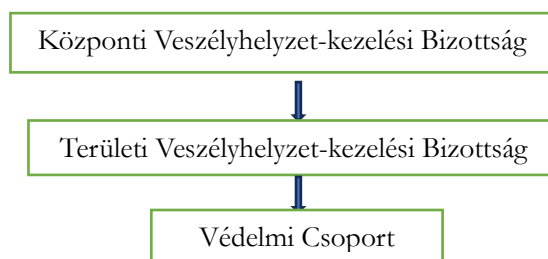 Központi Veszélyhelyzet-kezelési Bizottság
Területi Veszélyhelyzet-kezelési Bizottság
Védelmi Csoport